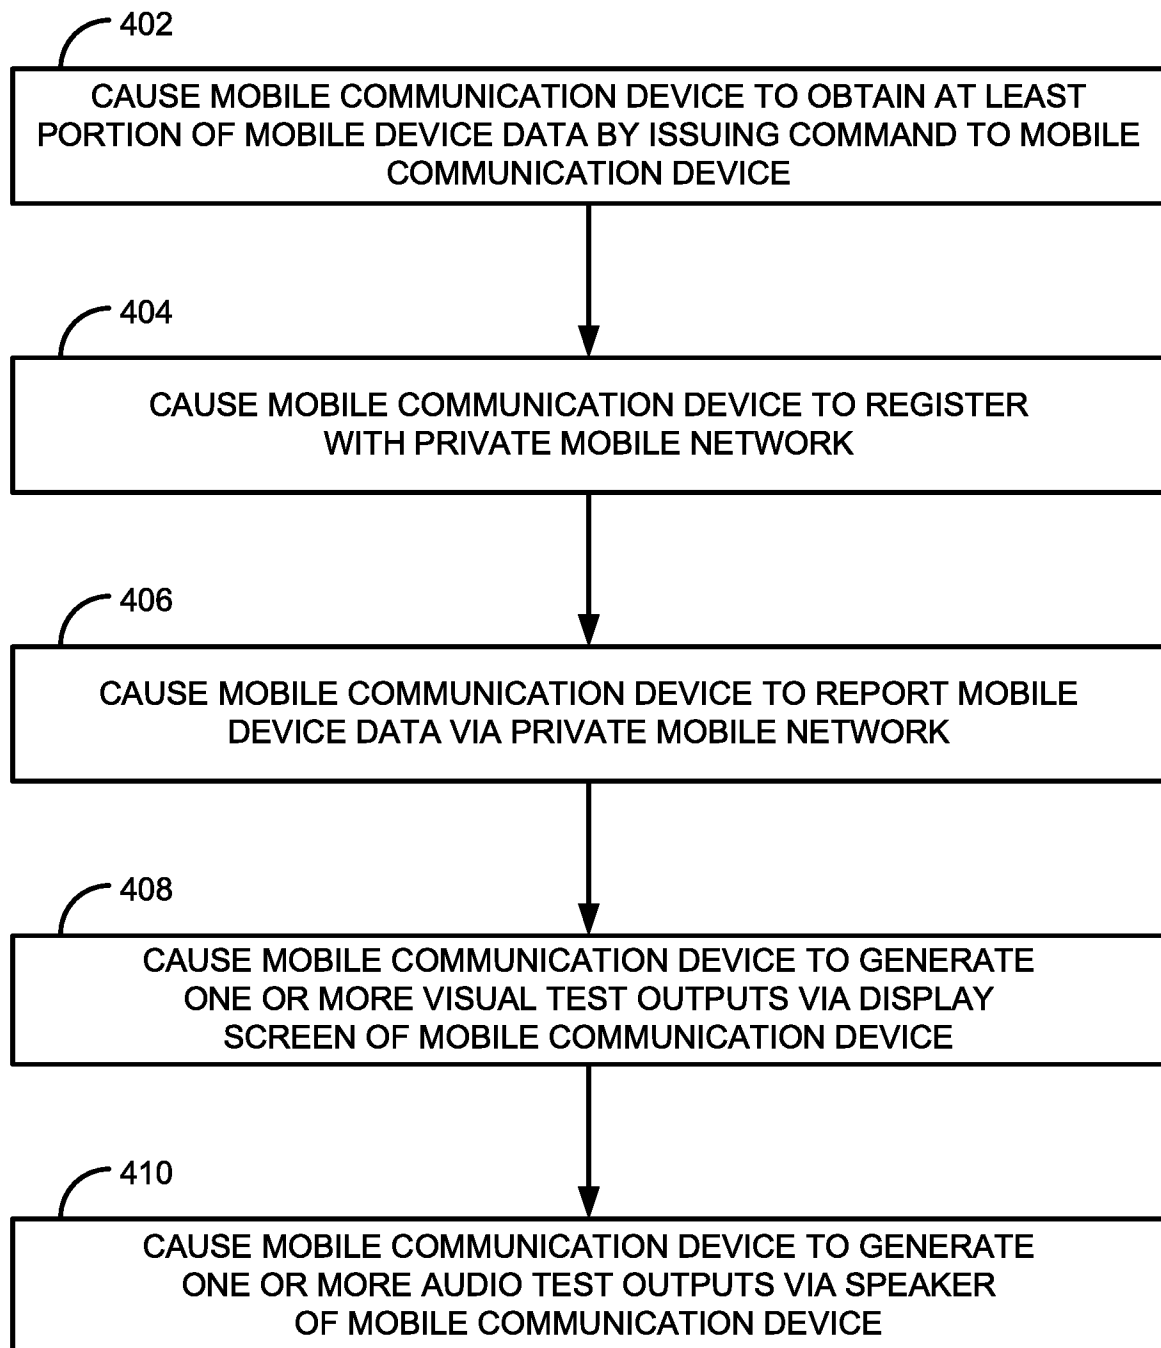 402
CAUSE MOBILE COMMUNICATION DEVICE TO OBTAIN AT LEAST
PORTION OF MOBILE DEVICE DATA BY ISSUING COMMAND TO MOBILE
COMMUNICATION DEVICE
404
CAUSE MOBILE COMMUNICATION DEVICE TO REGISTER
WITH PRIVATE MOBILE NETWORK
406
CAUSE MOBILE COMMUNICATION DEVICE TO REPORT MOBILE
DEVICE DATA VIA PRIVATE MOBILE NETWORK
408
CAUSE MOBILE COMMUNICATION DEVICE TO GENERATE
ONE OR MORE VISUAL TEST OUTPUTS VIA DISPLAY
SCREEN OF MOBILE COMMUNICATION DEVICE
410
CAUSE MOBILE COMMUNICATION DEVICE TO GENERATE
ONE OR MORE AUDIO TEST OUTPUTS VIA SPEAKER
OF MOBILE COMMUNICATION DEVICE